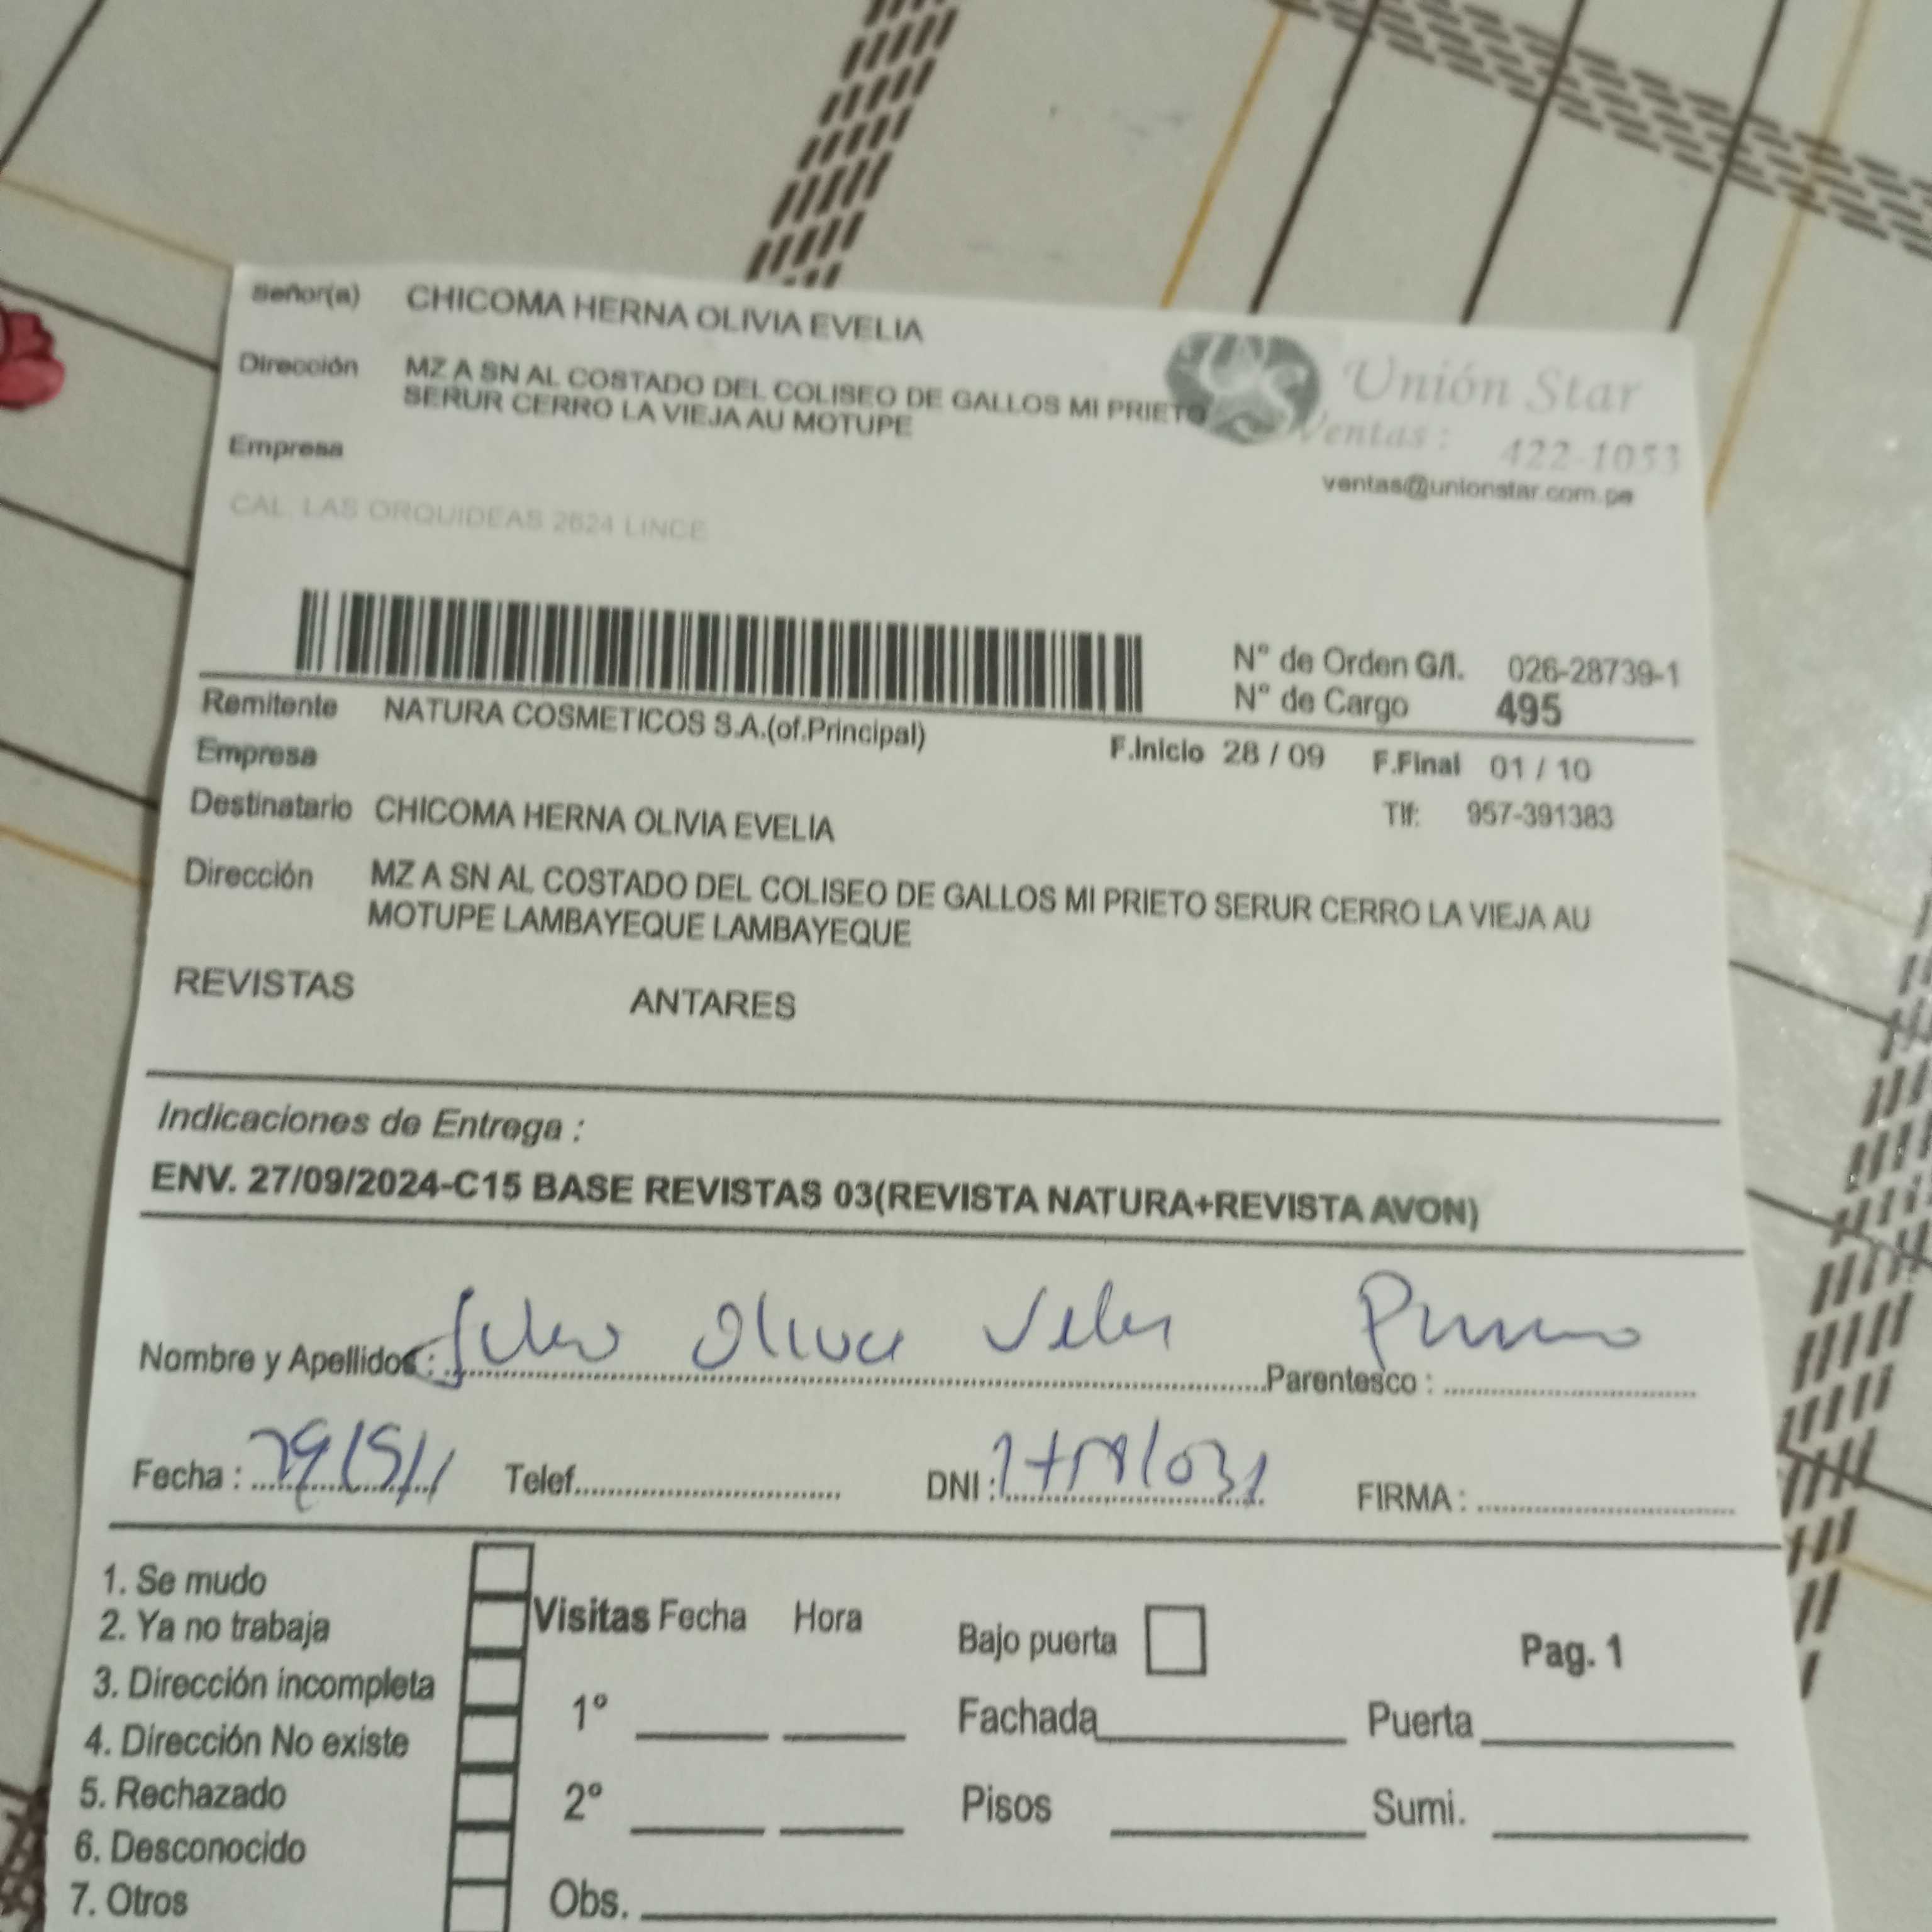 Señor(a) CHICOMA HERNA OLIVIA EVELIA
Dirección MZ A SN AL COSTADO DEL COLISEO DE GALLOS MI PRIETO
SERUR CERRO LA VIEJA AU MOTUPE
Unión Star
Ventas: 422-1053
ventas@unionstar.com.pe
Empresa
CAL. LAS ORQUIDEAS 2624 LINCE
N° de Orden G/I. 026-28739-1
N° de Cargo 495
Remitente NATURA COSMETICOS S.A.(of.Principal)
Empresa F.Inicio 28 / 09 F.Final 01 / 10
Destinatario CHICOMA HERNA OLIVIA EVELIA Tlf: 957-391383
Dirección MZ A SN AL COSTADO DEL COLISEO DE GALLOS MI PRIETO SERUR CERRO LA VIEJA AU
MOTUPE LAMBAYEQUE LAMBAYEQUE
REVISTAS ANTARES
Indicaciones de Entrega :
ENV. 27/09/2024-C15 BASE REVISTAS 03(REVISTA NATURA+REVISTA AVON)
Nombre y Apellidos : Parentesco :
Fecha : Telef. DNI : FIRMA :
1. Se mudo
2. Ya no trabaja
3. Dirección incompleta
4. Dirección No existe
5. Rechazado
6. Desconocido
7. Otros
Visitas Fecha Hora
1º
2º
Obs.
Bajo puerta Pag. 1
Fachada Puerta
Pisos Sumi.